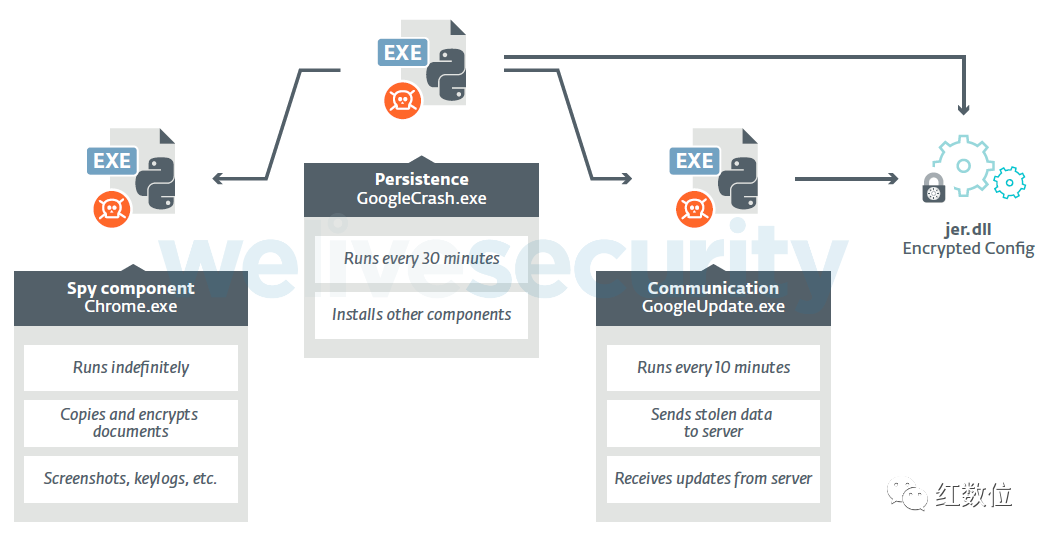 EXE
EXE
EXE
Persistence
GoogleCrash.exe
Runs every 30 minutes
Installs other components
Spy component
Chrome.exe
Runs indefinitely
Copies and encrypts
documents
Screenshots, keylogs, etc.
Communication
GoogleUpdate.exe
Runs every 10 minutes
Sends stolen data
to server
Receives updates from server
jer.dll
Encrypted Config
welivesecurity
红数位